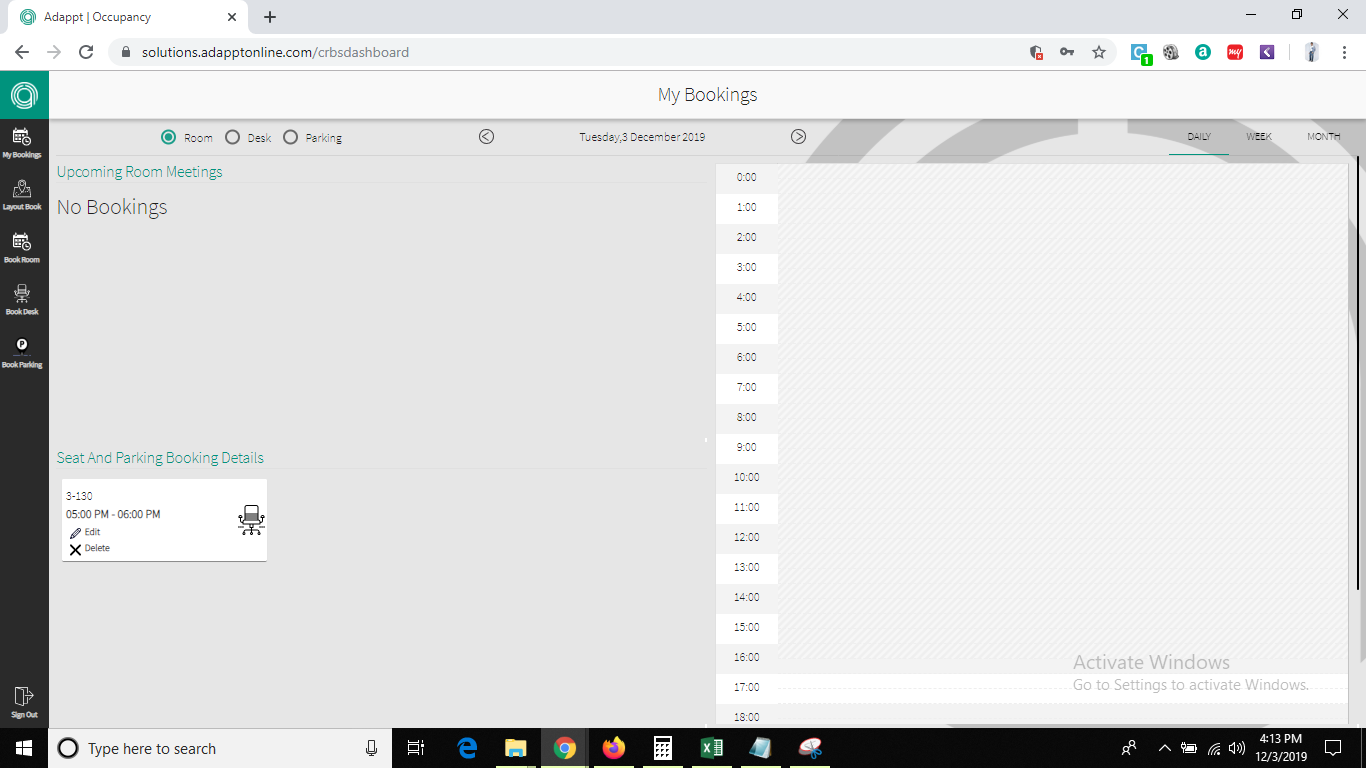 Adappt | Occupancy
solutions.adapptonline.com/crbsdashboard
1
my
My Bookings
My Bookings
Layout Book
Book Room
Book Desk
P
Book Parking
Sign Out
Room
Desk
Parking
Tuesday,3 December 2019
DAILY
WEEK
MONTH
Upcoming Room Meetings
No Bookings
Seat And Parking Booking Details
3-130
05:00 PM - 06:00 PM
Edit
Delete
0:00
1:00
2:00
3:00
4:00
5:00
6:00
7:00
8:00
9:00
10:00
11:00
12:00
13:00
14:00
15:00
16:00
17:00
18:00
Activate Windows
Go to Settings to activate Windows.
Type here to search
4:13 PM
12/3/2019